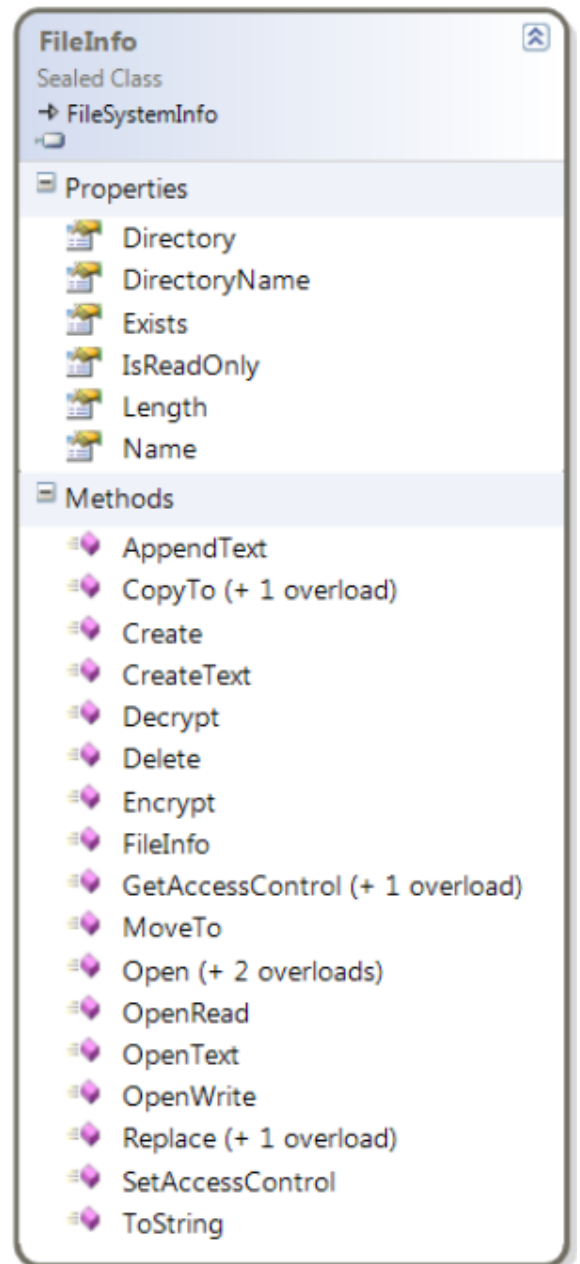 FileInfo
Sealed Class
FileSystemInfo
Properties
Directory
DirectoryName
Exists
IsReadOnly
Length
Name
Methods
AppendText
CopyTo (+ 1 overload)
Create
CreateText
Decrypt
Delete
Encrypt
FileInfo
GetAccessControl (+ 1 overload)
MoveTo
Open (+ 2 overloads)
OpenRead
OpenText
OpenWrite
Replace (+ 1 overload)
SetAccessControl
ToString